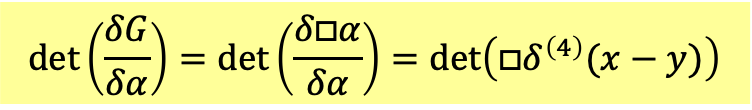 det(δG/δα) = det(δ□α/δα) = det(□δ⁽⁴⁾(x − y))